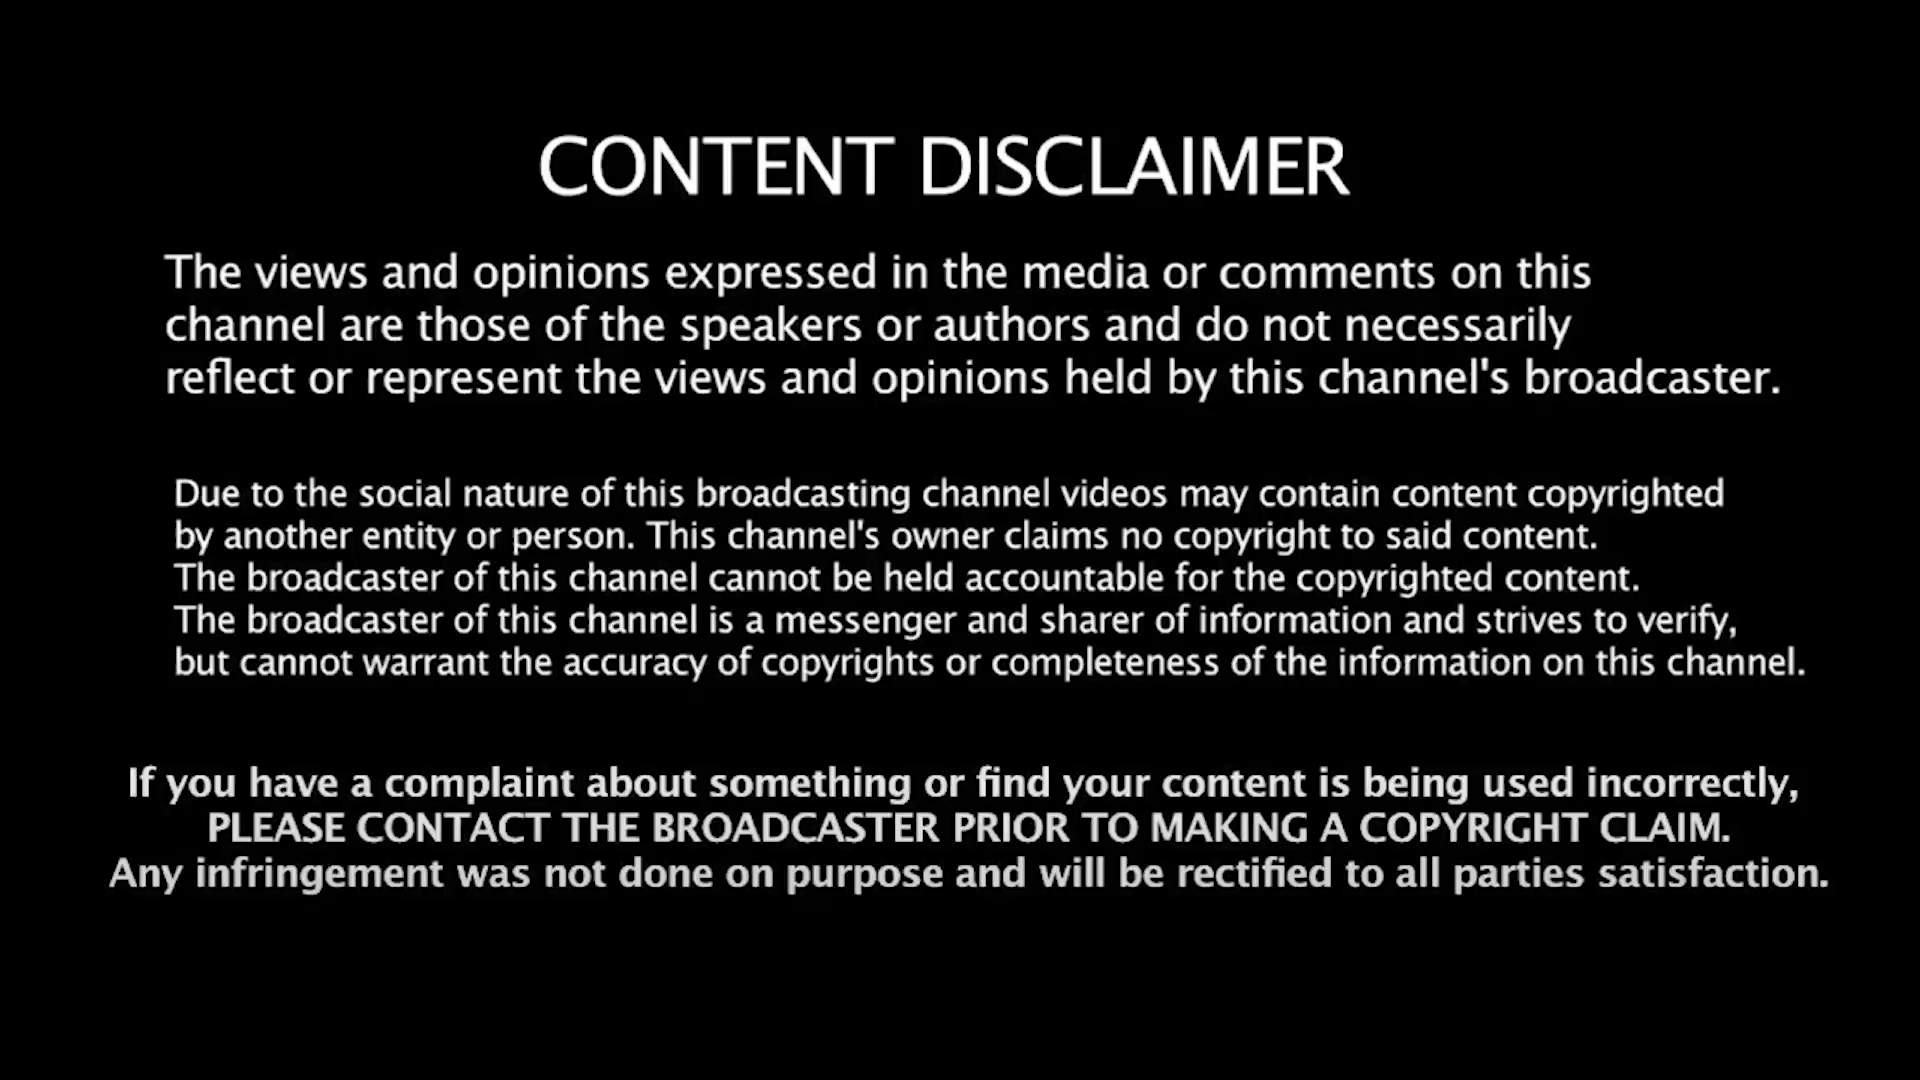 CONTENT DISCLAIMER
The views and opinions expressed in the media or comments on this
channel are those of the speakers or authors and do not necessarily
reflect or represent the views and opinions held by this channel's broadcaster.
Due to the social nature of this broadcasting channel videos may contain content copyrighted
by another entity or person. This channel's owner claims no copyright to said content.
The broadcaster of this channel cannot be held accountable for the copyrighted content.
The broadcaster of this channel is a messenger and sharer of information and strives to verify,
but cannot warrant the accuracy of copyrights or completeness of the information on this channel.
If you have a complaint about something or find your content is being used incorrectly,
PLEASE CONTACT THE BROADCASTER PRIOR TO MAKING A COPYRIGHT CLAIM.
Any infringement was not done on purpose and will be rectified to all parties satisfaction.